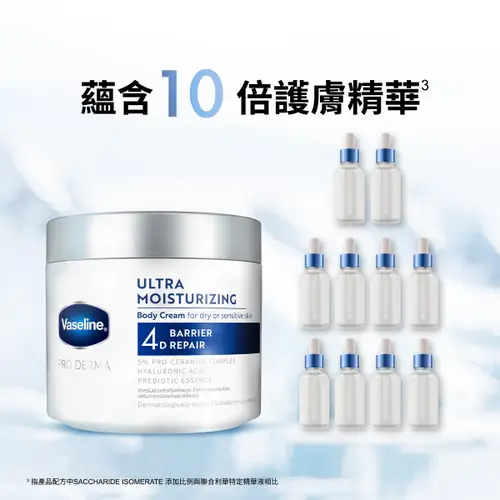 蘊含10倍護膚精華3
ULTRA
MOISTURIZING
Body Cream for dry or sensitive skin
4D BARRIER REPAIR
Vaseline®
PRO DERMA
5% PRO-CERAMIDE COMPLEX
HYALURONIC ACID
PREBIOTIC ESSENCE
Dermatologically Tested
3 指產品配方中SACCHARIDE ISOMERATE 添加比例與聯合利華特定精華液相比